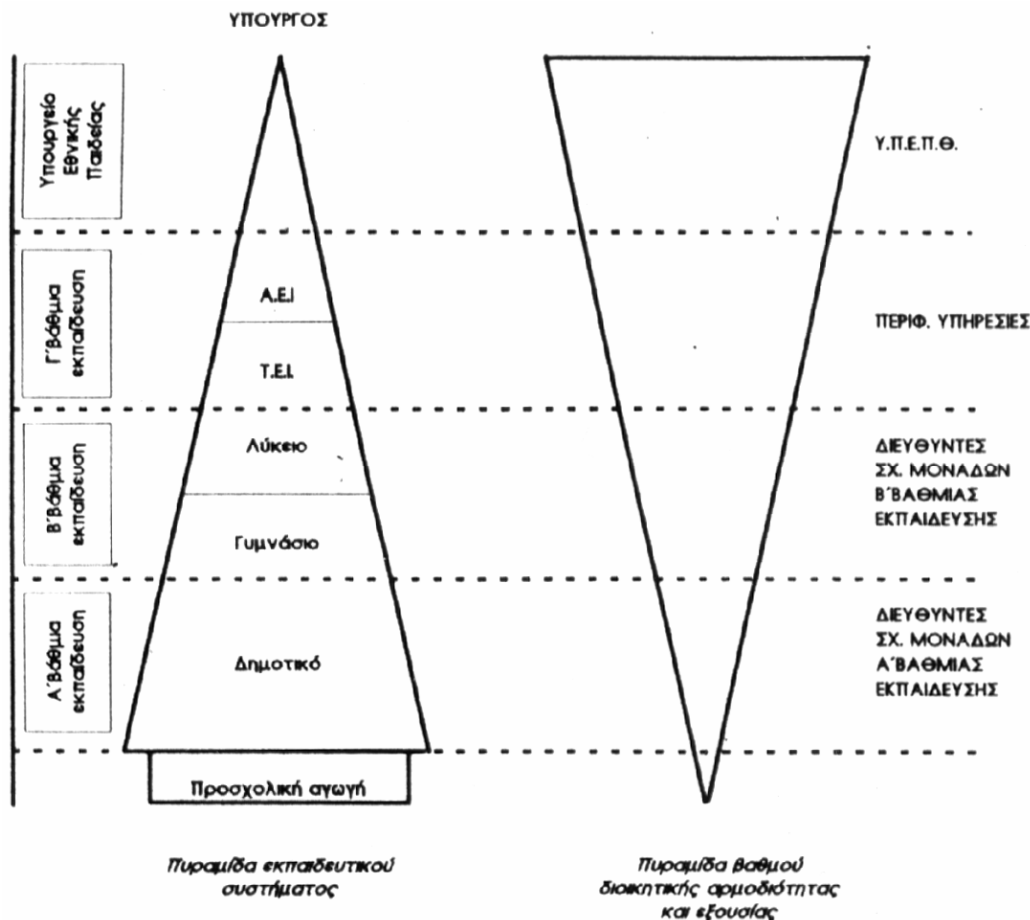 ΥΠΟΥΡΓΟΣ
Υπουργείο
Εθνικής
Παιδείας
Υ.Π.Ε.Π.Θ.
Γ΄βάθμια
εκπαίδευση
Α.Ε.Ι
Τ.Ε.Ι.
ΠΕΡΙΦ. ΥΠΗΡΕΣΙΕΣ
Β΄βάθμια
εκπαίδευση
Λύκειο
Γυμνάσιο
ΔΙΕΥΘΥΝΤΕΣ
ΣΧ. ΜΟΝΑΔΩΝ
Β΄ΒΑΘΜΙΑΣ
ΕΚΠΑΙΔΕΥΣΗΣ
Α΄βάθμια
εκπαίδευση
Δημοτικό
ΔΙΕΥΘΥΝΤΕΣ
ΣΧ. ΜΟΝΑΔΩΝ
Α΄ΒΑΘΜΙΑΣ
ΕΚΠΑΙΔΕΥΣΗΣ
Προσχολική αγωγή
Πυραμίδα εκπαιδευτικού
συστήματος
Πυραμίδα βαθμού
διοικητικής αρμοδιότητας
και εξουσίας